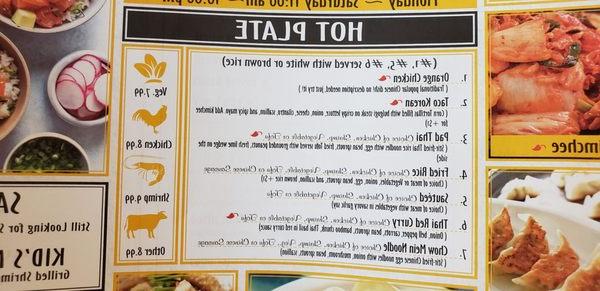 Monday ~ Saturday 11:00 am ~ 10:00 pm
HOT PLATE
(#1, #5, #6 served with white or brown rice)
1. Orange Chicken
(Traditional popular Chinese dish: no description needed, just try it)
2. Taco Korean
(Corn Tortillas filled with bulgogi steak on crispy lettuce, onion, cheese, cilantro, scallion, and spicy mayo. Add kimchee
for +$1)
3. Pad Thai Choice of Chicken, Shrimp, Vegetable or Tofu
(Stir fried Thai rice noodles with egg, bean sprouts, fried tofu served with grounded peanut, fried lime wedge on the
side)
4. Fried Rice Choice of Chicken, Shrimp, Vegetable or Tofu or Chinese Sausage
(Choice of meat or Vegetables, onion, egg, bean sprouts, and scallion, brown rice +$1)
5. Sauteed Choice of Chicken, Shrimp, Vegetable or Tofu
(Choice of meat with vegetables in savory sauce)
6. Thai Red Curry Choice of Chicken, Shrimp, Vegetable or Tofu
(Onion, bell pepper, carrot, bean sprouts, bamboo chunk, Thai basil in red curry sauce)
7. Chow Mein Noodle Choice of Chicken, Shrimp, Vegetable or Tofu or Chinese Sausage
(Stir-fried Chinese egg noodles with onion, egg, mushroom, bean sprouts, scallion)
Veg. 7.99
Chicken 8.99
Shrimp 9.99
Other 8.99
mchee
SA
Still Looking for S
KID'S
Grilled Shrim